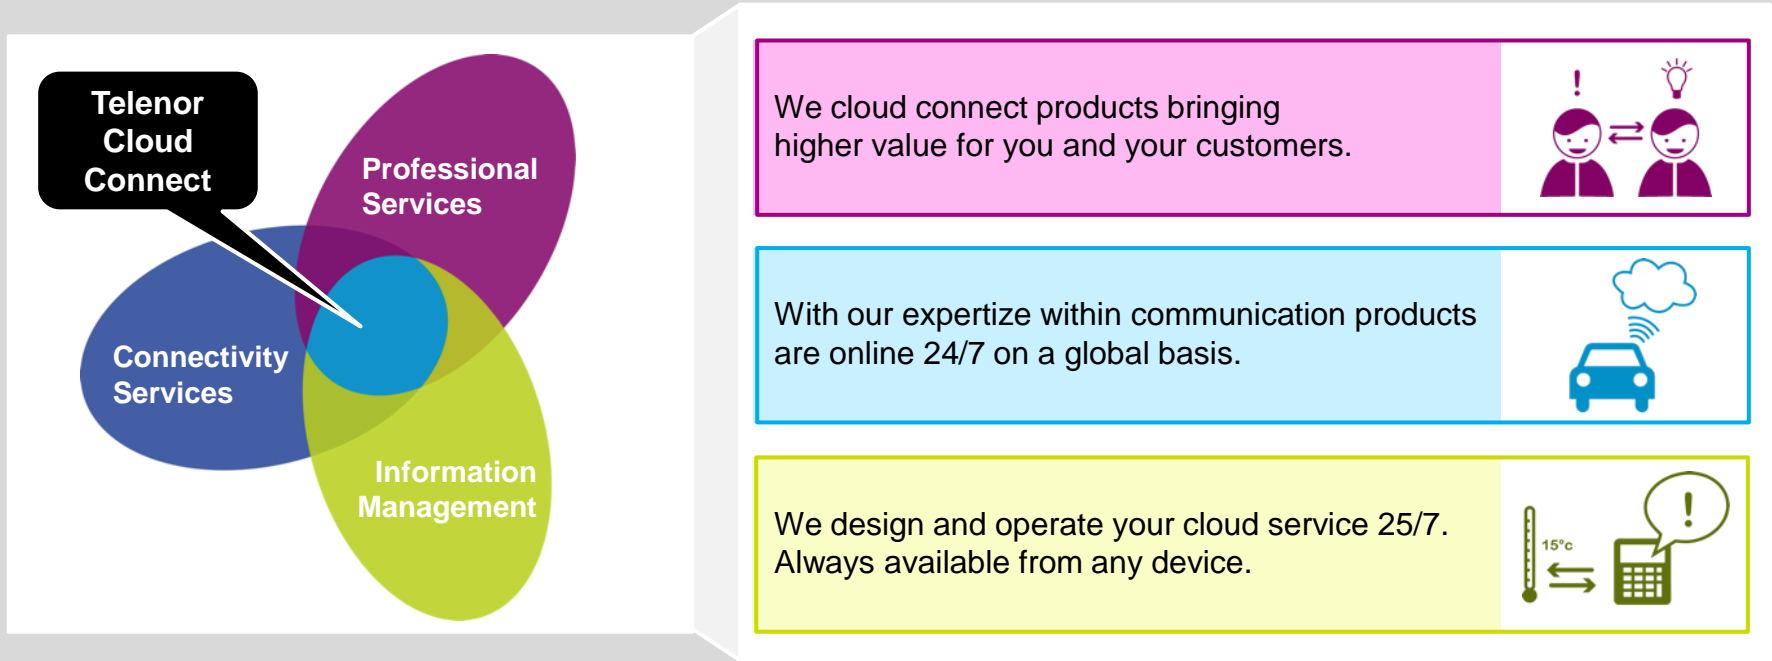 Telenor
Cloud
Connect
Professional
Services
Connectivity
Services
Information
Management
We cloud connect products bringing
higher value for you and your customers.
!
With our expertize within communication products
are online 24/7 on a global basis.
We design and operate your cloud service 25/7.
Always available from any device.
15°c
!